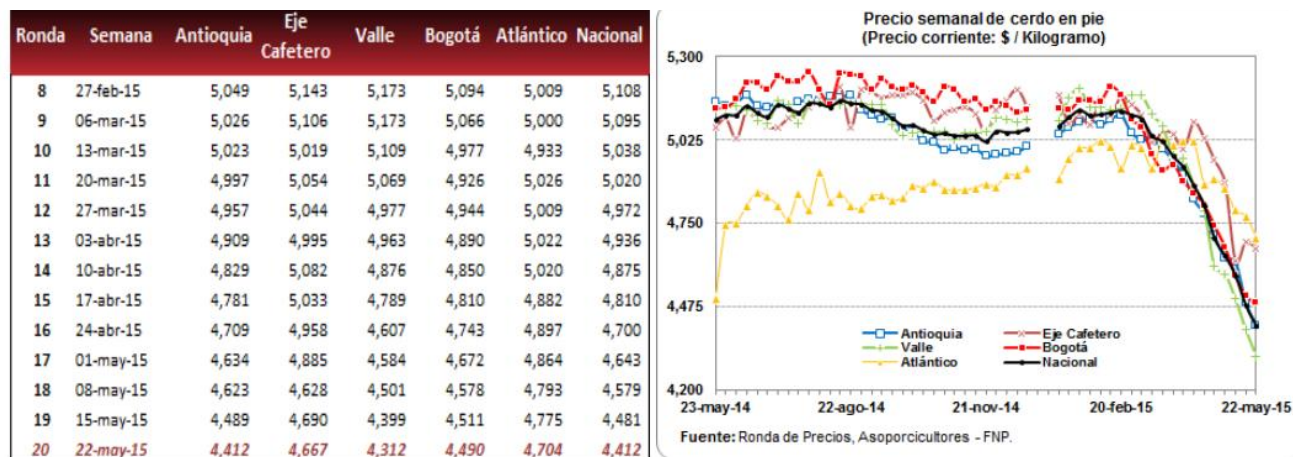 Ronda Semana Antioquia Eje Cafetero Valle Bogotá Atlántico Nacional
8 27-feb-15 5,049 5,143 5,173 5,094 5,009 5,108
9 06-mar-15 5,026 5,106 5,173 5,066 5,000 5,095
10 13-mar-15 5,023 5,019 5,109 4,977 4,933 5,038
11 20-mar-15 4,997 5,054 5,069 4,926 5,026 5,020
12 27-mar-15 4,957 5,044 4,977 4,944 5,009 4,972
13 03-abr-15 4,909 4,995 4,963 4,890 5,022 4,936
14 10-abr-15 4,829 5,082 4,876 4,850 5,020 4,875
15 17-abr-15 4,781 5,033 4,789 4,810 4,882 4,810
16 24-abr-15 4,709 4,958 4,607 4,743 4,897 4,700
17 01-may-15 4,634 4,885 4,584 4,672 4,864 4,643
18 08-may-15 4,623 4,628 4,501 4,578 4,793 4,579
19 15-may-15 4,489 4,690 4,399 4,511 4,775 4,481
20 22-may-15 4,412 4,667 4,312 4,490 4,704 4,412
Precio semanal de cerdo en pie
(Precio corriente: $ / Kilogramo)
5,300
5,025
4,750
4,475
4,200
Antioquia Eje Cafetero
Valle Bogotá
Atlántico Nacional
23-may-14 22-ago-14 21-nov-14 20-feb-15 22-may-15
Fuente: Ronda de Precios, Asoporcicultores - FNP.